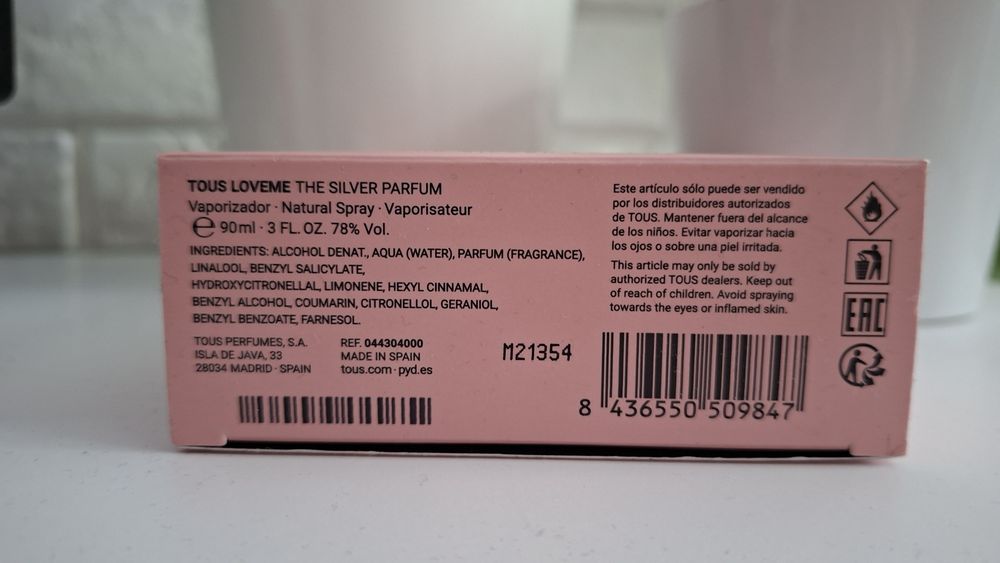 TOUS LOVEME THE SILVER PARFUM
Vaporizador · Natural Spray · Vaporisateur
℮ 90ml · 3 FL. OZ. 78% Vol.
INGREDIENTS: ALCOHOL DENAT., AQUA (WATER), PARFUM (FRAGRANCE),
LINALOOL, BENZYL SALICYLATE,
HYDROXYCITRONELLAL, LIMONENE, HEXYL CINNAMAL,
BENZYL ALCOHOL, COUMARIN, CITRONELLOL, GERANIOL,
BENZYL BENZOATE, FARNESOL.
TOUS PERFUMES, S.A.
ISLA DE JAVA, 33
28034 MADRID · SPAIN
REF. 044304000
MADE IN SPAIN
tous.com · pyd.es
M21354
Este artículo sólo puede ser vendido
por los distribuidores autorizados
de TOUS. Mantener fuera del alcance
de los niños. Evitar vaporizar hacia
los ojos o sobre una piel irritada.
This article may only be sold by
authorized TOUS dealers. Keep out
of reach of children. Avoid spraying
towards the eyes or inflamed skin.
8 436550 509847
EAC